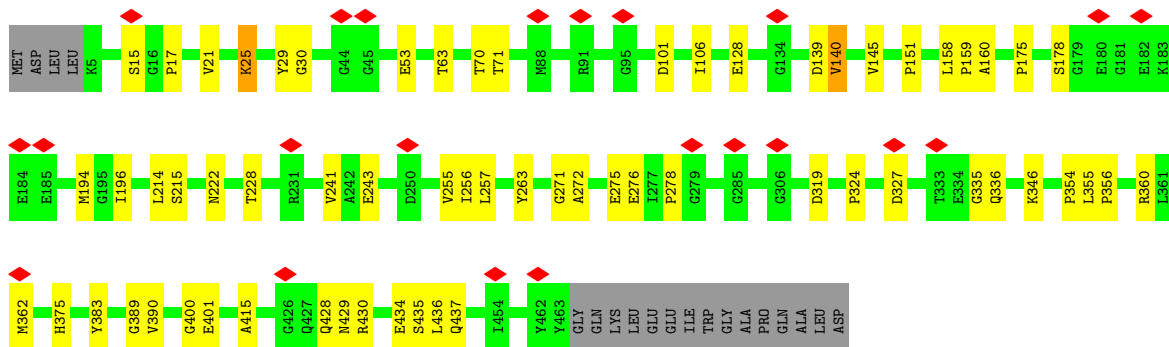 MET ASP LEU LEU K5 S15 G16 P17 V21 K25 Y29 G30 G44 G45 E53 T63 T70 T71 M88 R91 G95 D101 I106 E128 G134 D139 V140 V145 P151 L158 P159 A160 P175 S178 G179 E180 G181 E182 K183
E184 E185 M194 G195 I196 L214 S215 N222 T228 R231 V241 A242 E243 D250 V255 I256 L257 Y263 G271 A272 E275 E276 I277 P278 G279 G285 G306 D319 P324 D327 T333 E334 G335 Q336 K346 P354 L355 P356 R360 L361
M362 H375 Y383 G389 V390 G400 E401 A415 G426 Q427 Q428 N429 R430 E434 S435 L436 Q437 I454 Y462 Y463 GLY GLN LYS LEU GLU GLU ILE TRP GLY ALA PRO GLN ALA LEU ASP